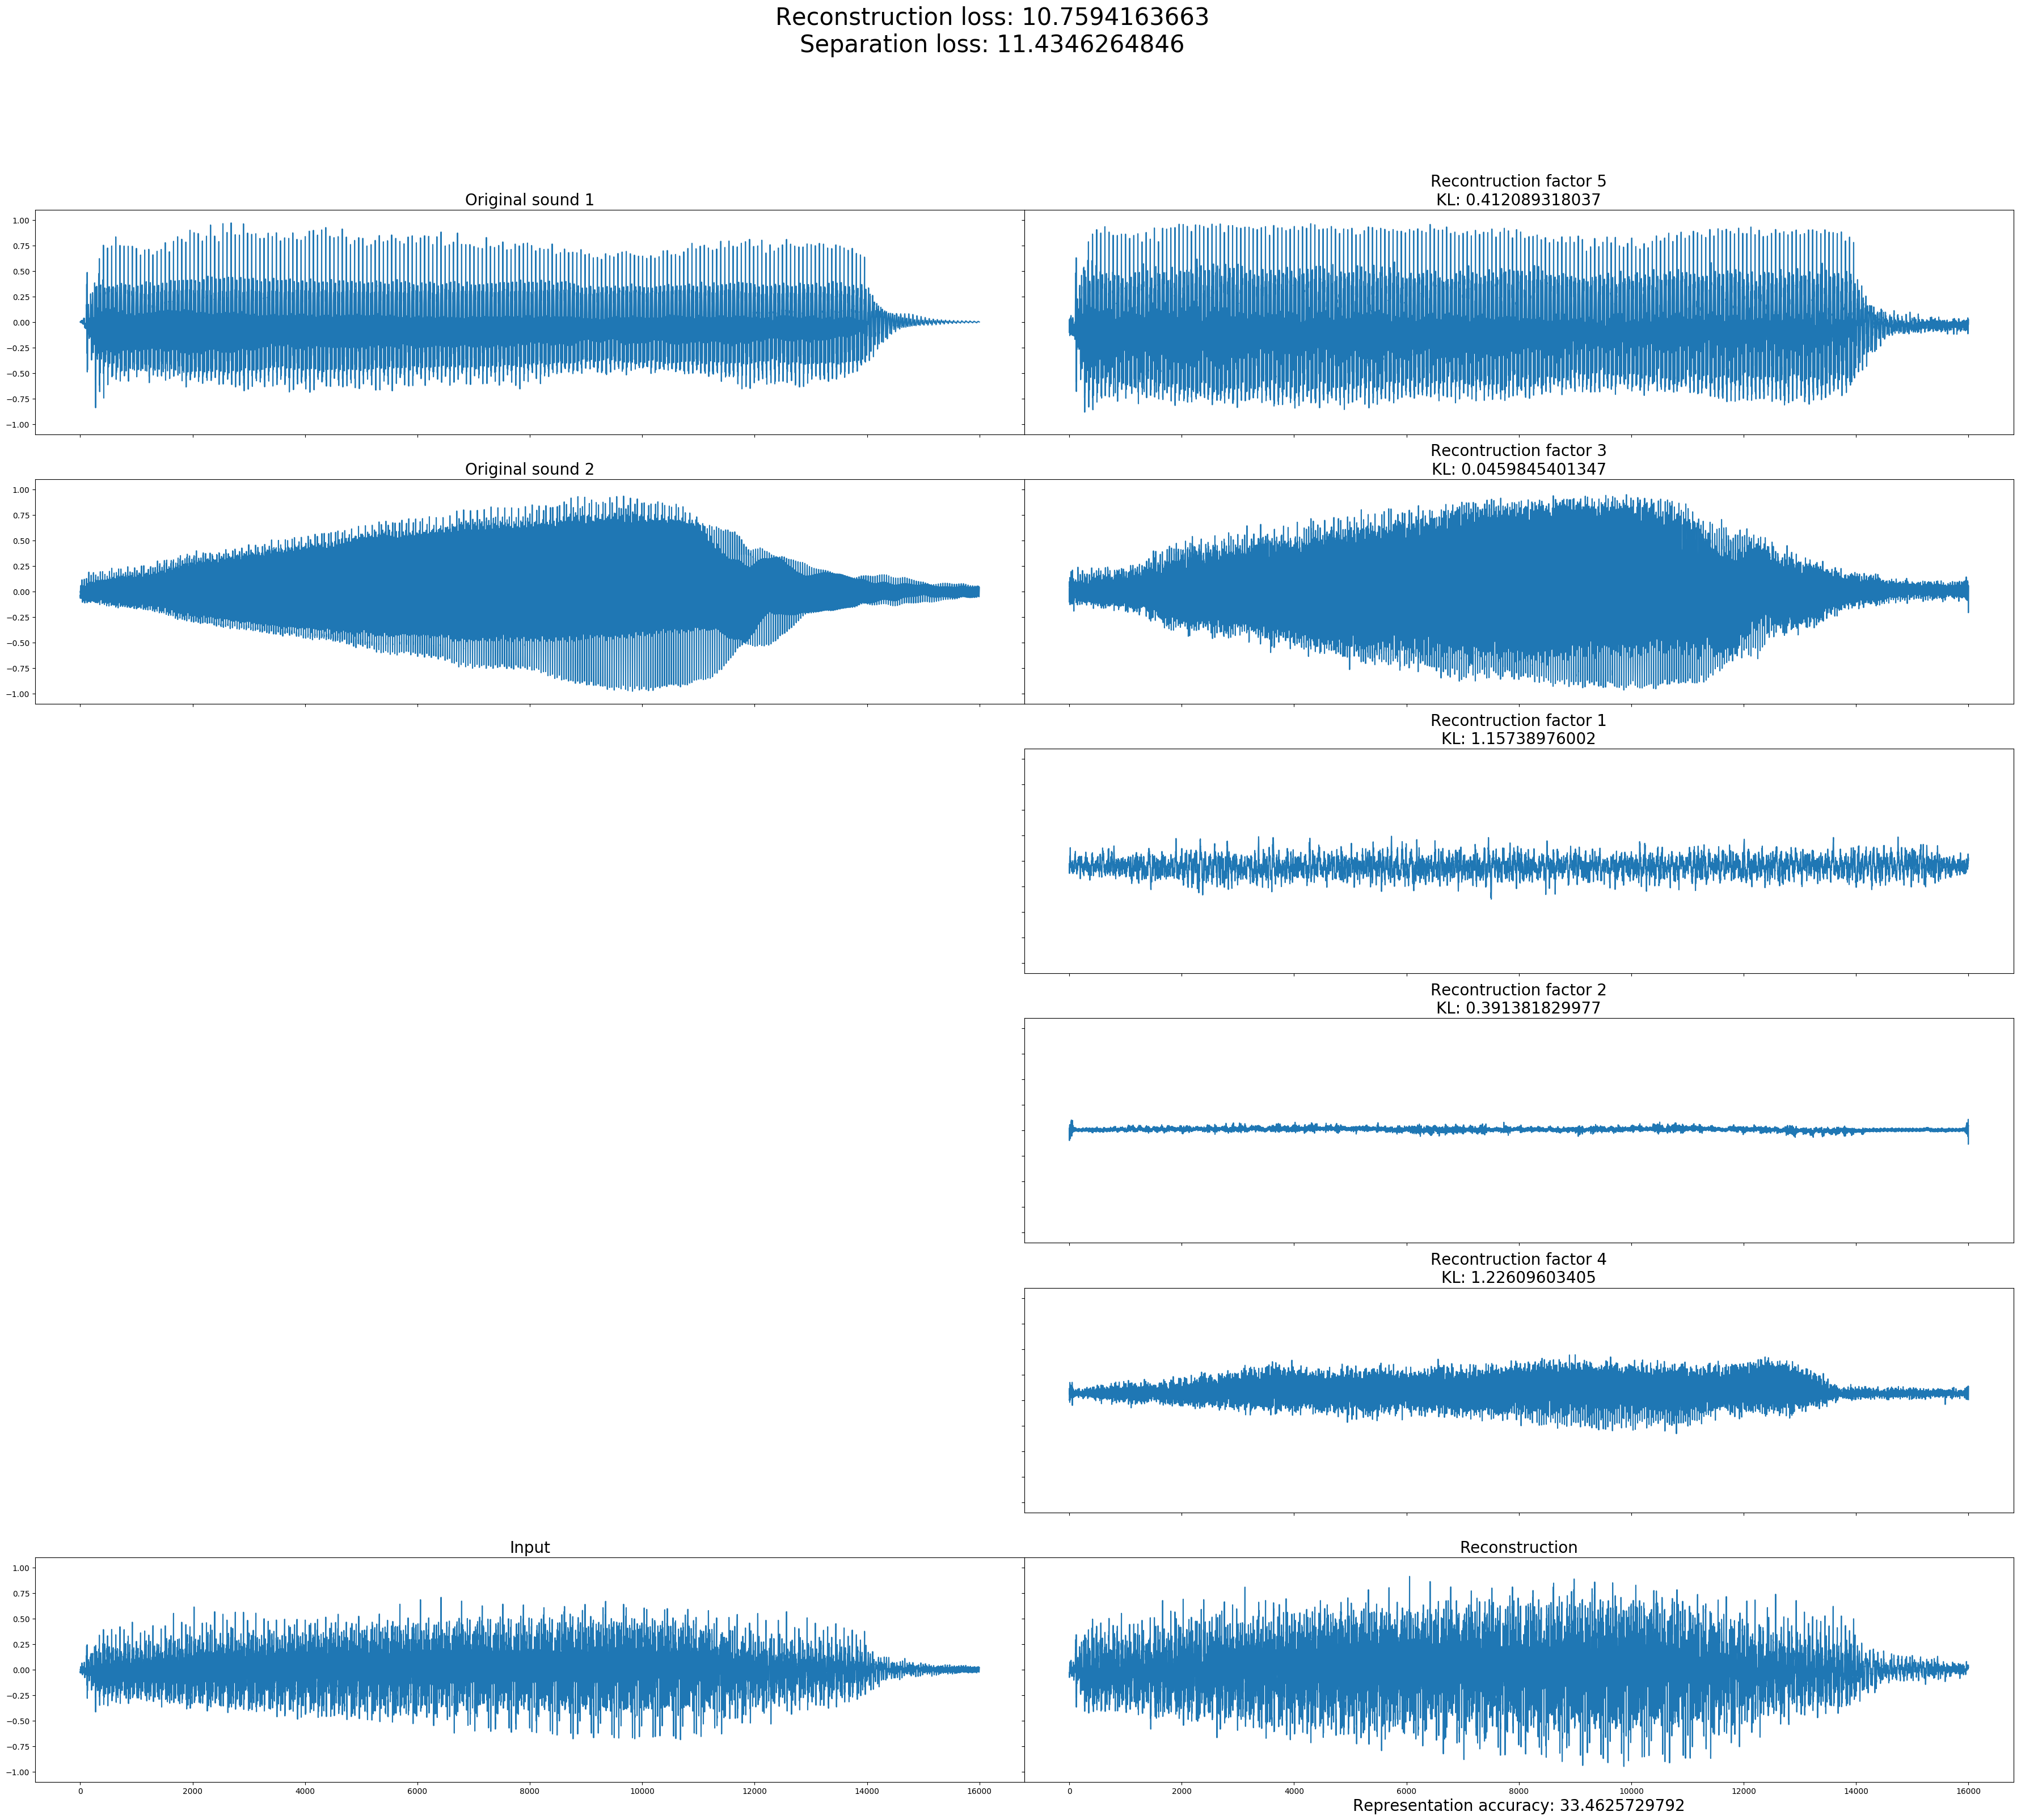 Reconstruction loss: 10.7594163663
Separation loss: 11.4346264846
Original sound 1
Recontruction factor 5
KL: 0.412089318037
1.00
0.75
0.50
0.25
0.00
−0.25
−0.50
−0.75
−1.00
Original sound 2
Recontruction factor 3
KL: 0.0459845401347
1.00
0.75
0.50
0.25
0.00
−0.25
−0.50
−0.75
−1.00
Recontruction factor 1
KL: 1.15738976002
Recontruction factor 2
KL: 0.391381829977
Recontruction factor 4
KL: 1.22609603405
Input
Reconstruction
1.00
0.75
0.50
0.25
0.00
−0.25
−0.50
−0.75
−1.00
0 2000 4000 6000 8000 10000 12000 14000 16000
0 2000 4000 6000 8000 10000 12000 14000 16000
Representation accuracy: 33.4625729792